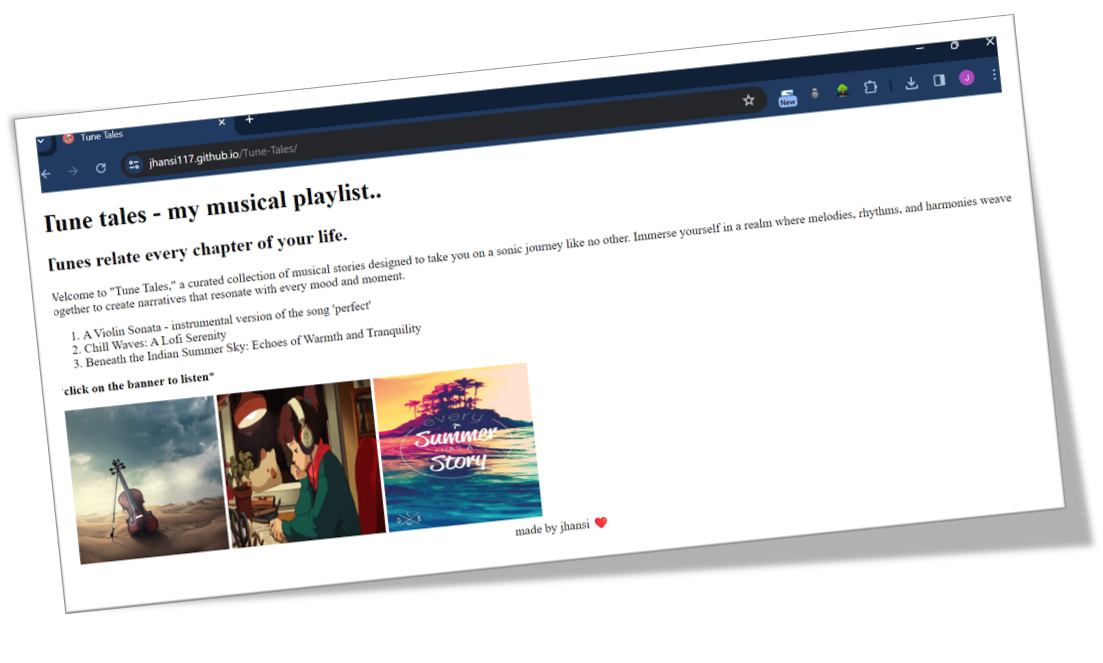 Tune Tales
jhansi117.github.io/Tune-Tales/
New
J
Tune tales - my musical playlist..
Tunes relate every chapter of your life.
Welcome to "Tune Tales," a curated collection of musical stories designed to take you on a sonic journey like no other. Immerse yourself in a realm where melodies, rhythms, and harmonies weave
together to create narratives that resonate with every mood and moment.
1. A Violin Sonata - instrumental version of the song 'perfect'
2. Chill Waves: A Lofi Serenity
3. Beneath the Indian Summer Sky: Echoes of Warmth and Tranquility
*click on the banner to listen*
every
Summer
HAS A
Story
made by jhansi ❤️